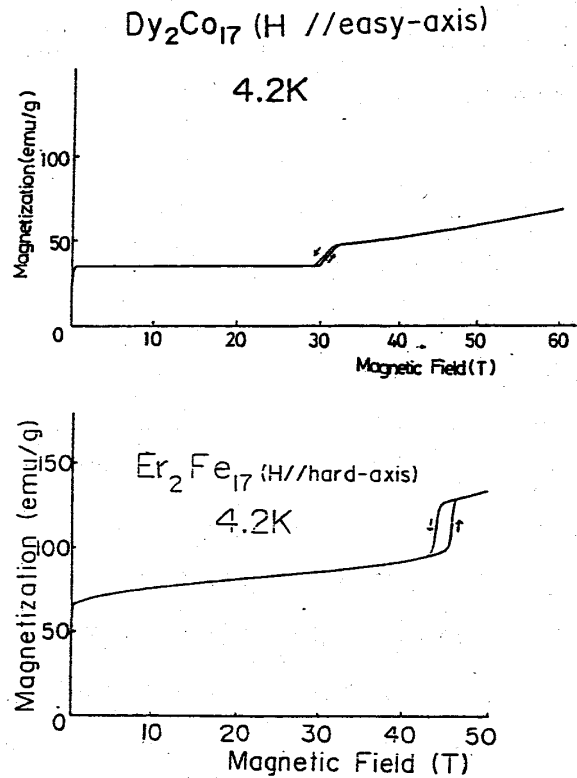 Dy₂Co₁₇ (H //easy-axis)
4.2K
Magnetization(emu/g)
100
50
0
10
20
30
40
50
60
Magnetic Field(T)
Er₂Fe₁₇(H//hard-axis)
4.2K
Magnetization (emu/g)
150
100
50
0
10
20
30
40
50
Magnetic Field (T)